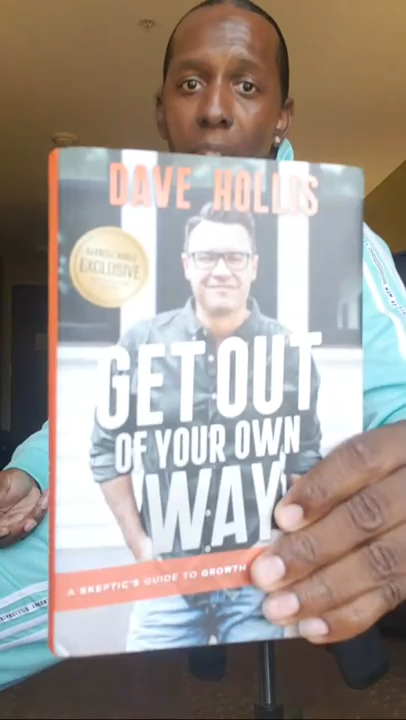 DAVE HOLLIS
BARNES & NOBLE
EXCLUSIVE
GET OUT
OF YOUR OWN
WAY
A SKEPTIC'S GUIDE TO GROWTH